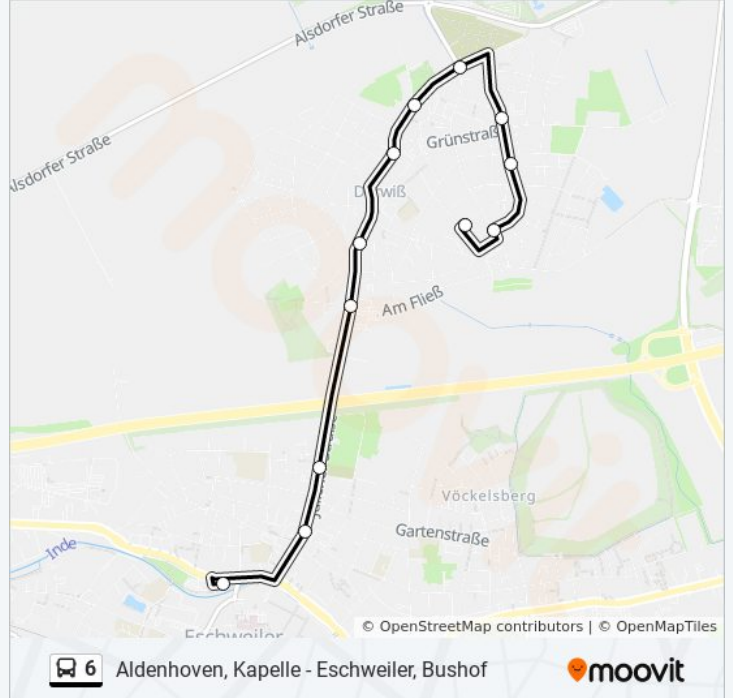 Alsdorfer Straße
Alsdorfer Straße
Grünstraß
Am Fließ
Vöckelsberg
Gartenstraße
Inde
Eschweiler
© OpenStreetMap contributors | © OpenMapTiles
6 Aldenhoven, Kapelle - Eschweiler, Bushof
moovit